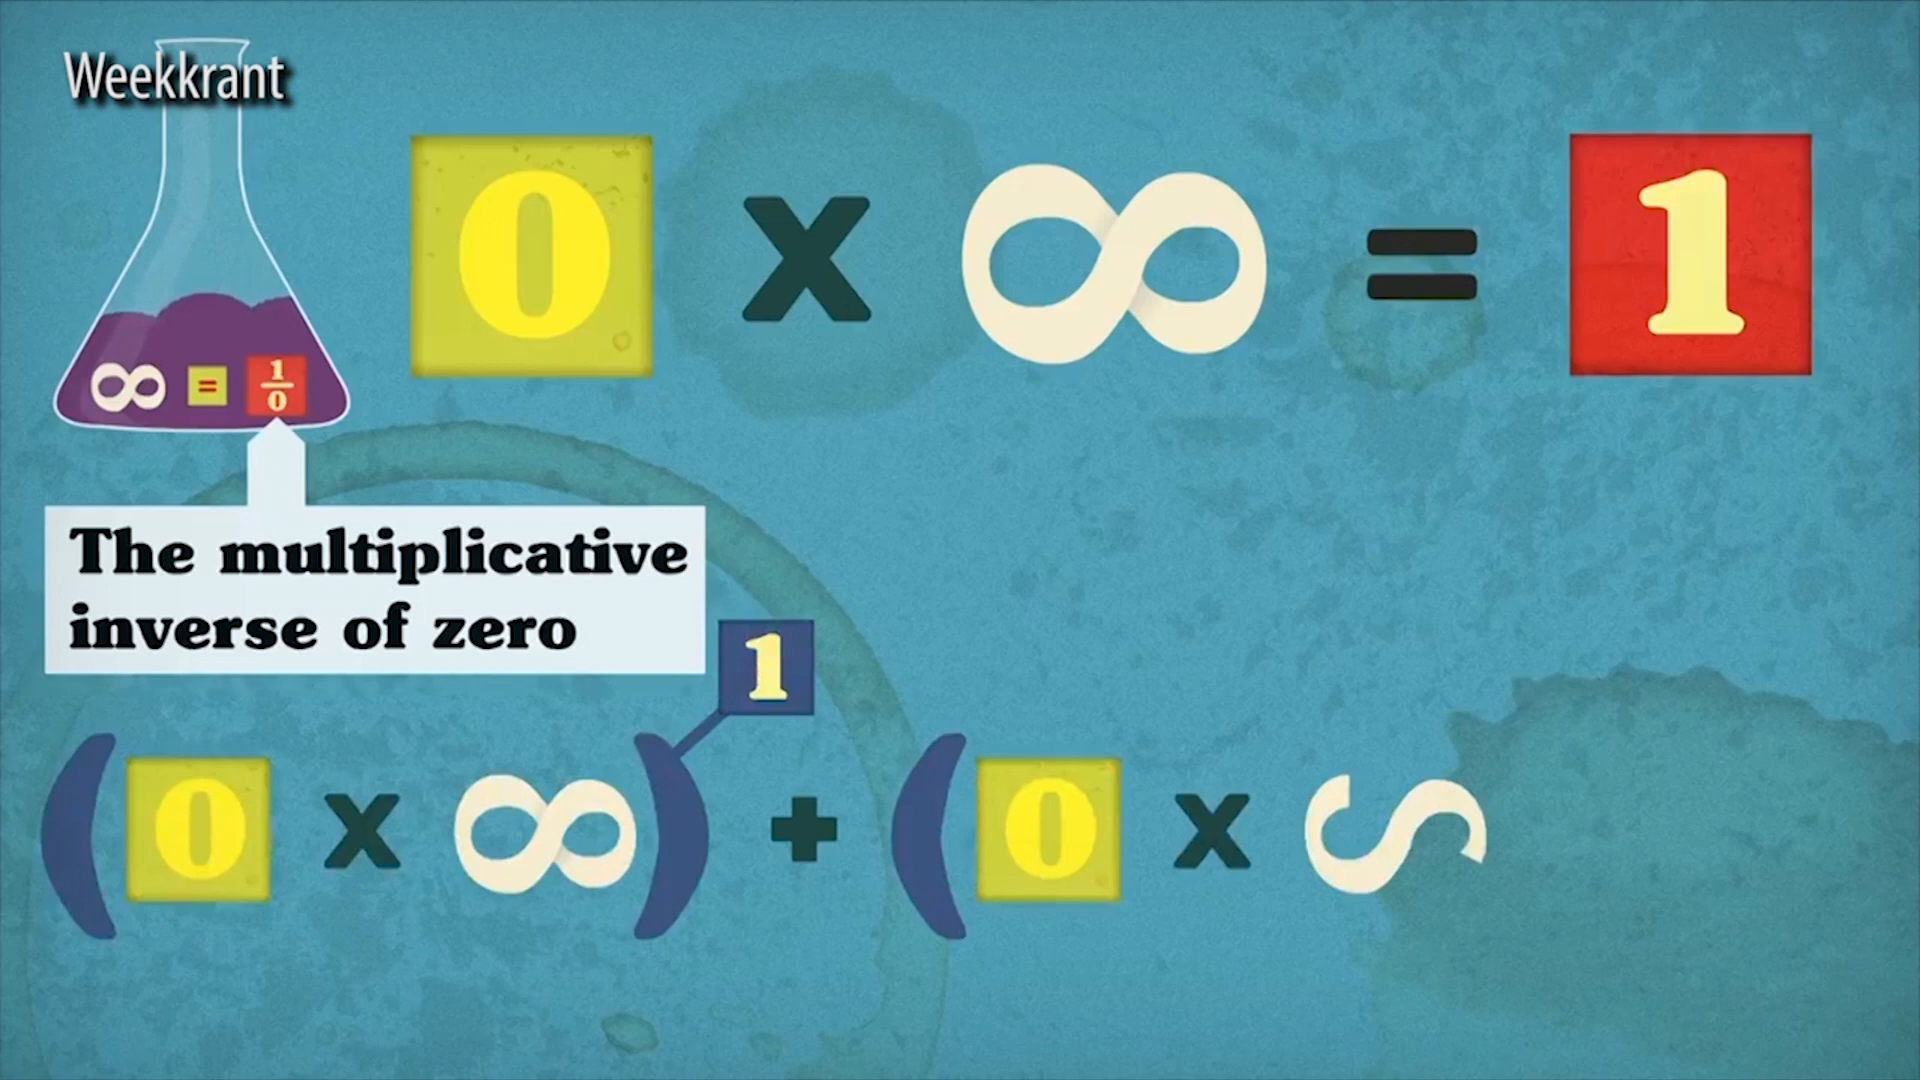 Weekkrant
0 x ∞ = 1
∞ = 1/0
The multiplicative
inverse of zero
1
(0 x ∞) + (0 x